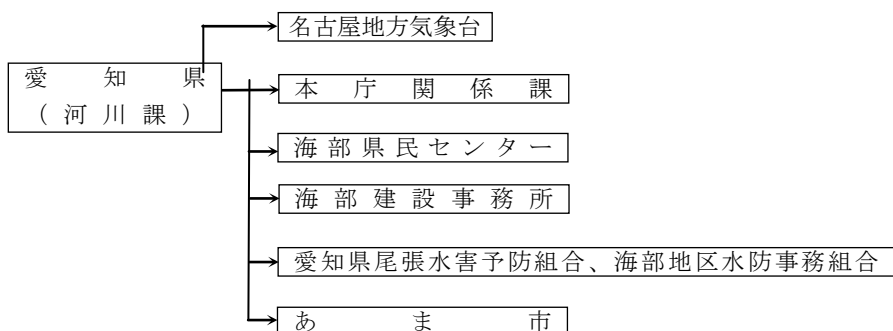 名古屋地方気象台
愛知県
(河川課)
本庁関係課
海部県民センター
海部建設事務所
愛知県尾張水害予防組合、海部地区水防事務組合
あま市